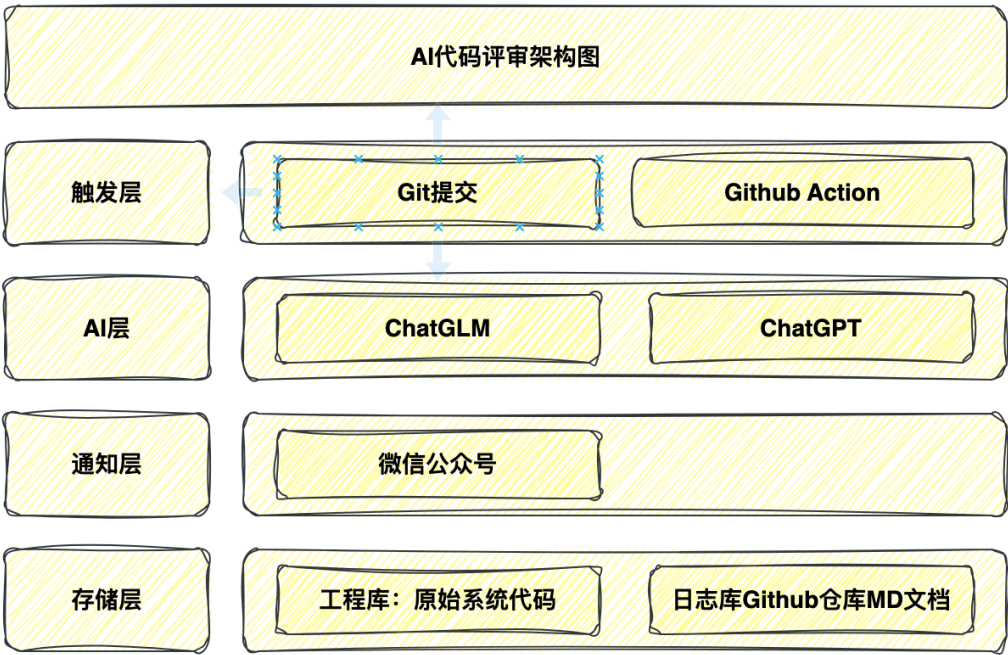 AI代码评审架构图
触发层
Git提交
Github Action
AI层
ChatGLM
ChatGPT
通知层
微信公众号
存储层
工程库：原始系统代码
日志库Github仓库MD文档